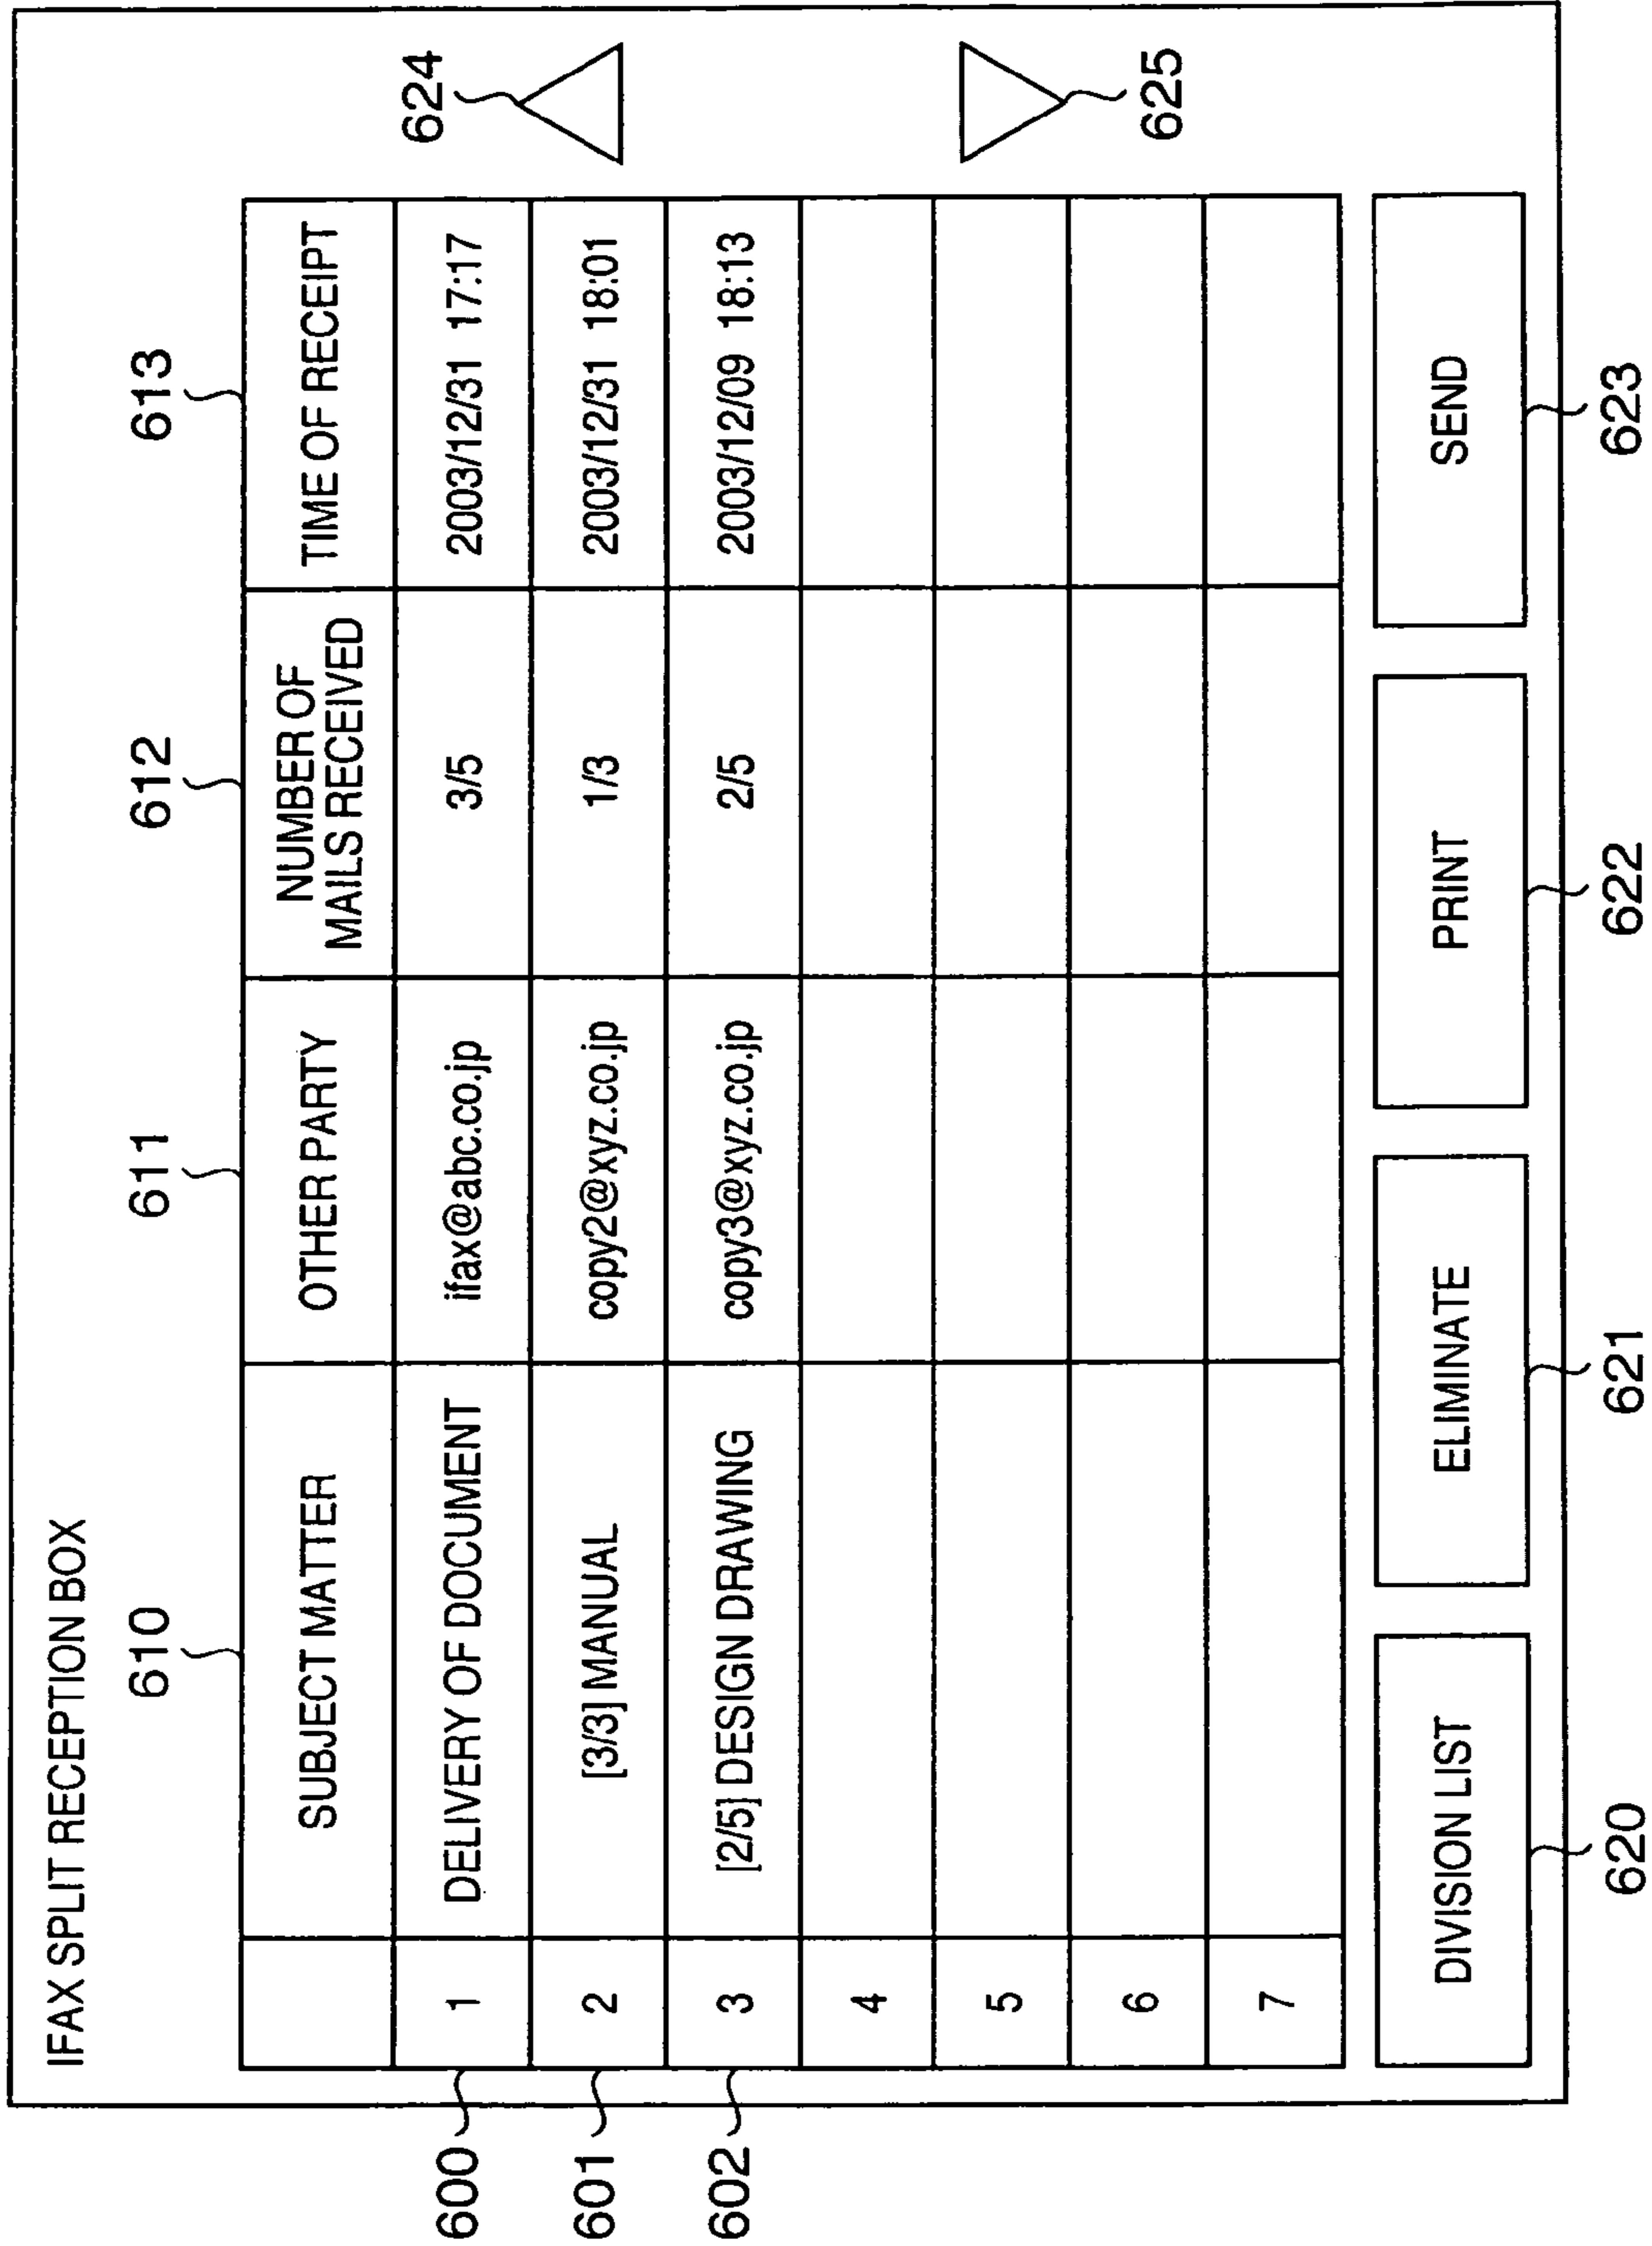 IFAX SPLIT RECEPTION BOX
610
611
612
613
624
SUBJECT MATTER
OTHER PARTY
NUMBER OF
MAILS RECEIVED
TIME OF RECEIPT
600
1
DELIVERY OF DOCUMENT
ifax@abc.co.jp
3/5
2003/12/31 17:17
601
2
[3/3] MANUAL
copy2@xyz.co.jp
1/3
2003/12/31 18:01
602
3
[2/5] DESIGN DRAWING
copy3@xyz.co.jp
2/5
2003/12/09 18:13
4
5
6
7
625
DIVISION LIST
ELIMINATE
PRINT
SEND
620
621
622
623